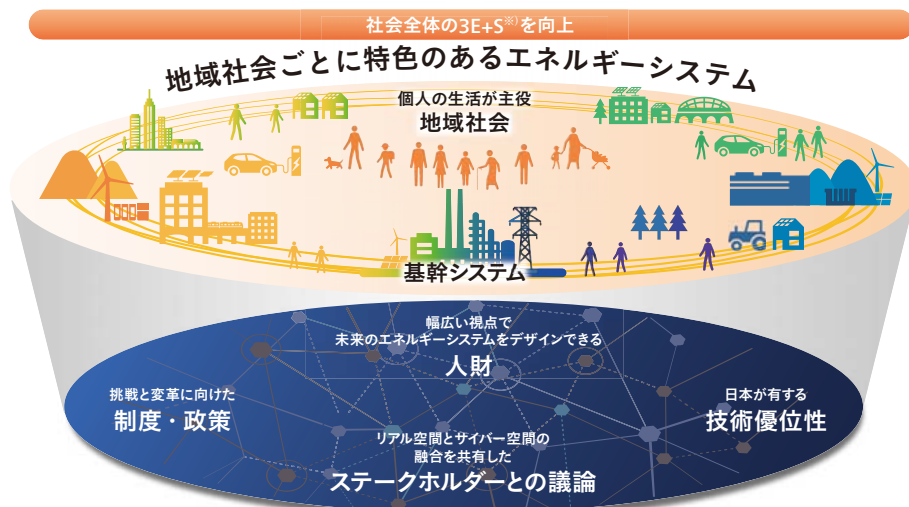 社会全体の3E+S※)を向上
地域社会ごとに特色のあるエネルギーシステム
個人の生活が主役
地域社会
基幹システム
幅広い視点で
未来のエネルギーシステムをデザインできる
人財
挑戦と変革に向けた
制度・政策
日本が有する
技術優位性
リアル空間とサイバー空間の
融合を共有した
ステークホルダーとの議論